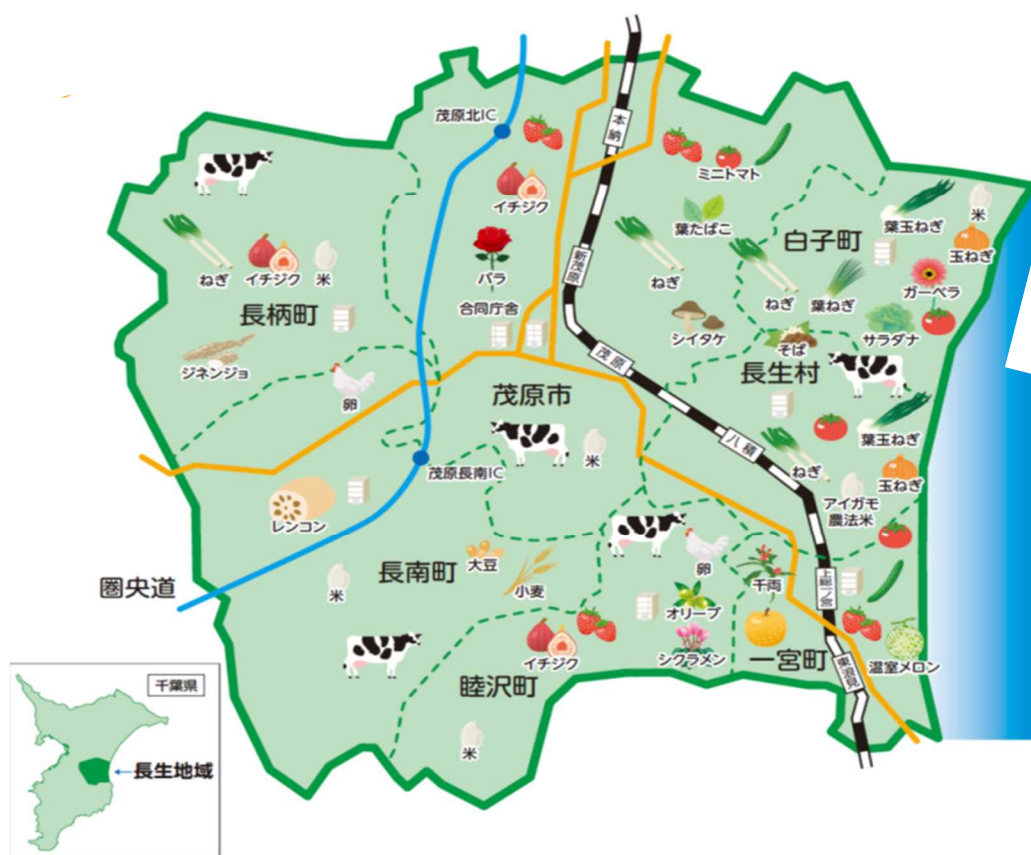 茂原北IC
本納
ミニトマト
イチジク
葉たばこ
葉玉ねぎ
米
白子町
玉ねぎ
ねぎ
イチジク
米
バラ
新茂原
ねぎ
ねぎ
葉ねぎ
ガーベラ
長柄町
合同庁舎
シイタケ
そば
サラダナ
ジネンジョ
茂原
長生村
卵
茂原市
葉玉ねぎ
八積
米
ねぎ
茂原長南IC
玉ねぎ
アイガモ
農法米
レンコン
大豆
卵
長南町
千両
上総一ノ宮
圏央道
米
小麦
オリーブ
イチジク
シクラメン
一宮町
温室メロン
東浪見
睦沢町
千葉県
米
長生地域